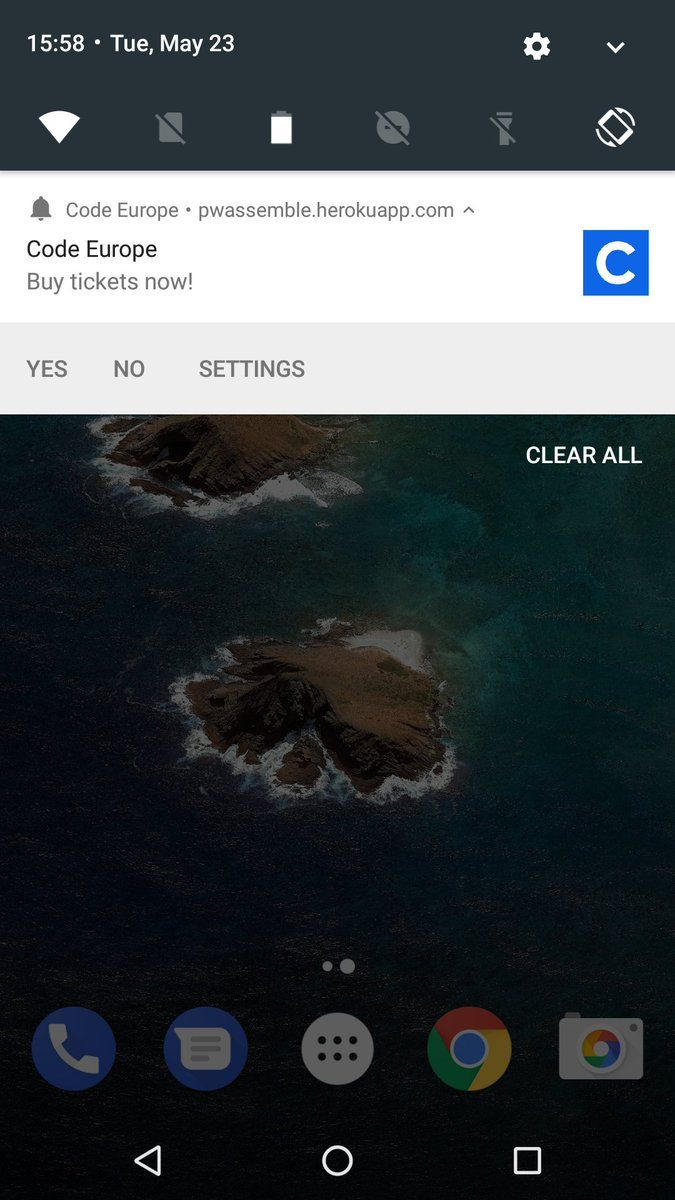 15:58 • Tue, May 23
Code Europe • pwassemble.herokuapp.com
Code Europe
Buy tickets now!
C
YES NO SETTINGS
CLEAR ALL